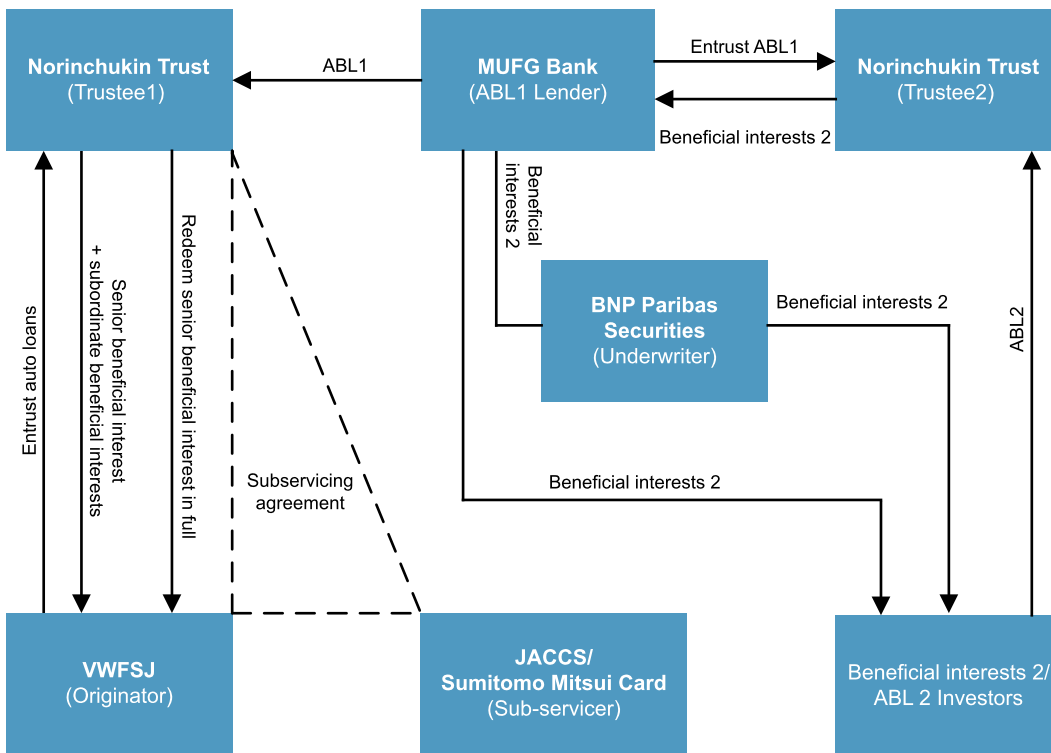 Norinchukin Trust
(Trustee1)
ABL1
MUFG Bank
(ABL1 Lender)
Entrust ABL1
Beneficial interests 2
Norinchukin Trust
(Trustee2)
Beneficial
interests 2
BNP Paribas
Securities
(Underwriter)
Beneficial interests 2
ABL2
Entrust auto loans
Senior beneficial interest
+ subordinate beneficial interests
Redeem senior beneficial interest in full
Subservicing
agreement
Beneficial interests 2
VWFSJ
(Originator)
JACCS/
Sumitomo Mitsui Card
(Sub-servicer)
Beneficial interests 2/
ABL 2 Investors